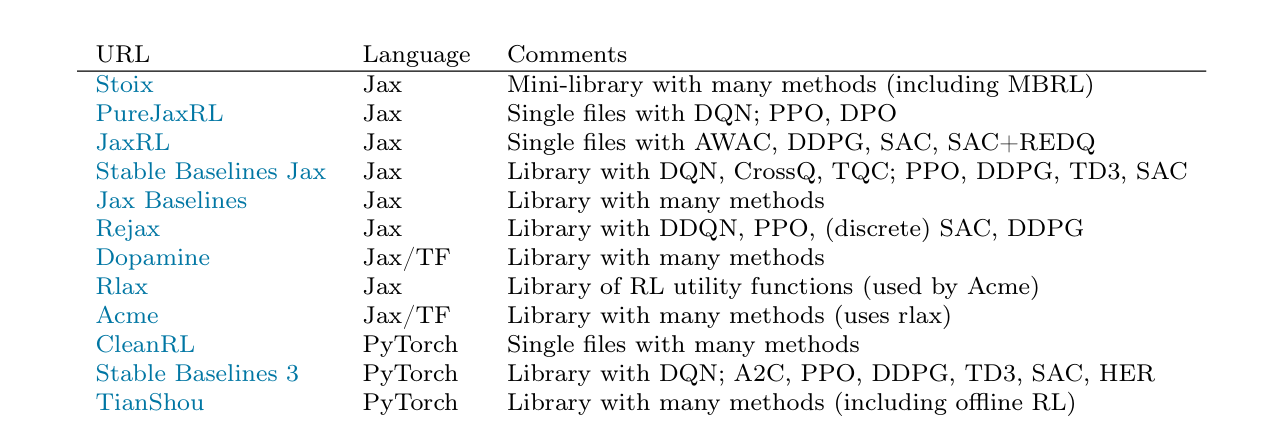 URL Language Comments
Stoix Jax Mini-library with many methods (including MBRL)
PureJaxRL Jax Single files with DQN; PPO, DPO
JaxRL Jax Single files with AWAC, DDPG, SAC, SAC+REDQ
Stable Baselines Jax Jax Library with DQN, CrossQ, TQC; PPO, DDPG, TD3, SAC
Jax Baselines Jax Library with many methods
Rejax Jax Library with DDQN, PPO, (discrete) SAC, DDPG
Dopamine Jax/TF Library with many methods
Rlax Jax Library of RL utility functions (used by Acme)
Acme Jax/TF Library with many methods (uses rlax)
CleanRL PyTorch Single files with many methods
Stable Baselines 3 PyTorch Library with DQN; A2C, PPO, DDPG, TD3, SAC, HER
TianShou PyTorch Library with many methods (including offline RL)